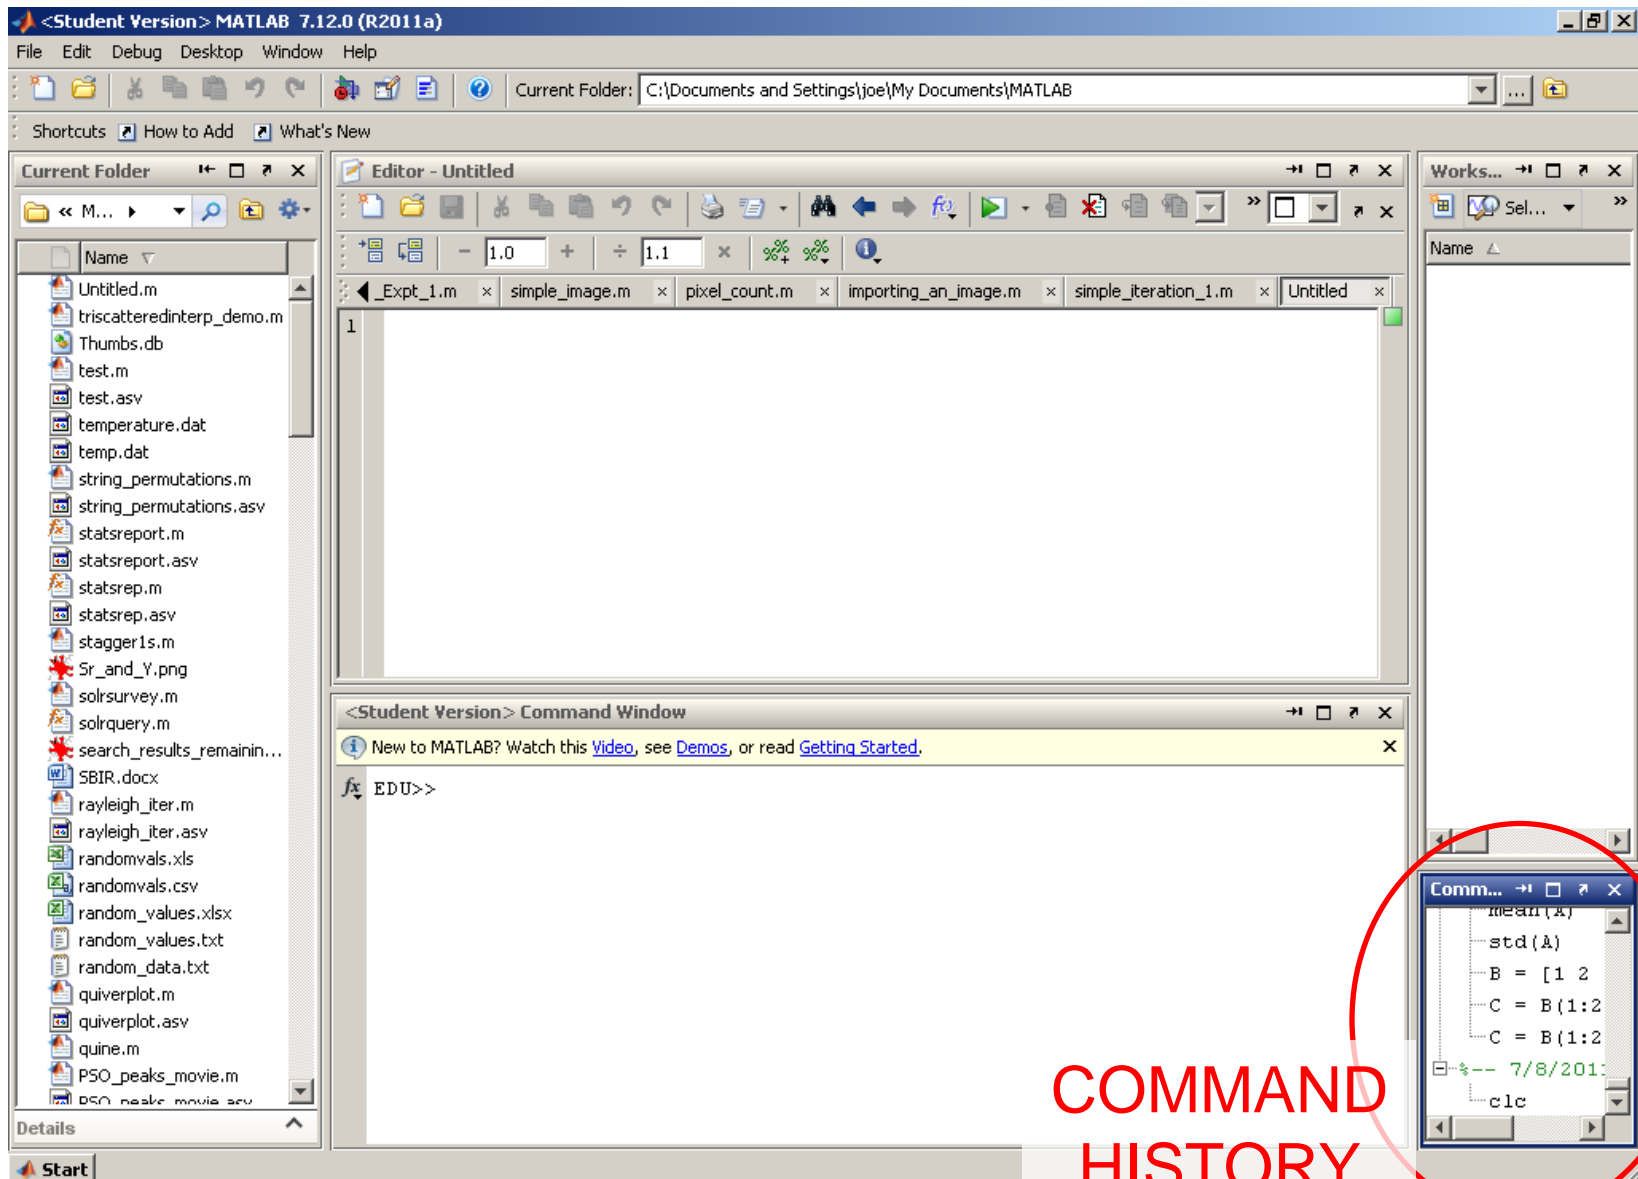 <Student Version> MATLAB 7.12.0 (R2011a)
File Edit Debug Desktop Window Help
Current Folder: C:\Documents and Settings\joe\My Documents\MATLAB ...
Shortcuts How to Add What's New
Current Folder
« M...
Name
Untitled.m
triscatteredinterp_demo.m
Thumbs.db
test.m
test.asv
temperature.dat
temp.dat
string_permutations.m
string_permutations.asv
statsreport.m
statsreport.asv
statsrep.m
statsrep.asv
stagger1s.m
Sr_and_Y.png
solrsurvey.m
solrquery.m
search_results_remainin...
SBIR.docx
rayleigh_iter.m
rayleigh_iter.asv
randomvals.xls
randomvals.csv
random_values.xlsx
random_values.txt
random_data.txt
quiverplot.m
quiverplot.asv
quine.m
PSO_peaks_movie.m
PSO_peaks_movie.asv
Details
Start
Editor - Untitled
»
− 1.0 + ÷ 1.1 ×
_Expt_1.m × simple_image.m × pixel_count.m × importing_an_image.m × simple_iteration_1.m × Untitled ×
1
<Student Version> Command Window
New to MATLAB? Watch this Video, see Demos, or read Getting Started.
fx EDU>>
Works...
Sel... »
Name
Comm...
mean(A)
std(A)
B = [1 2
C = B(1:2
C = B(1:2
%-- 7/8/201
clc
COMMAND
HISTORY